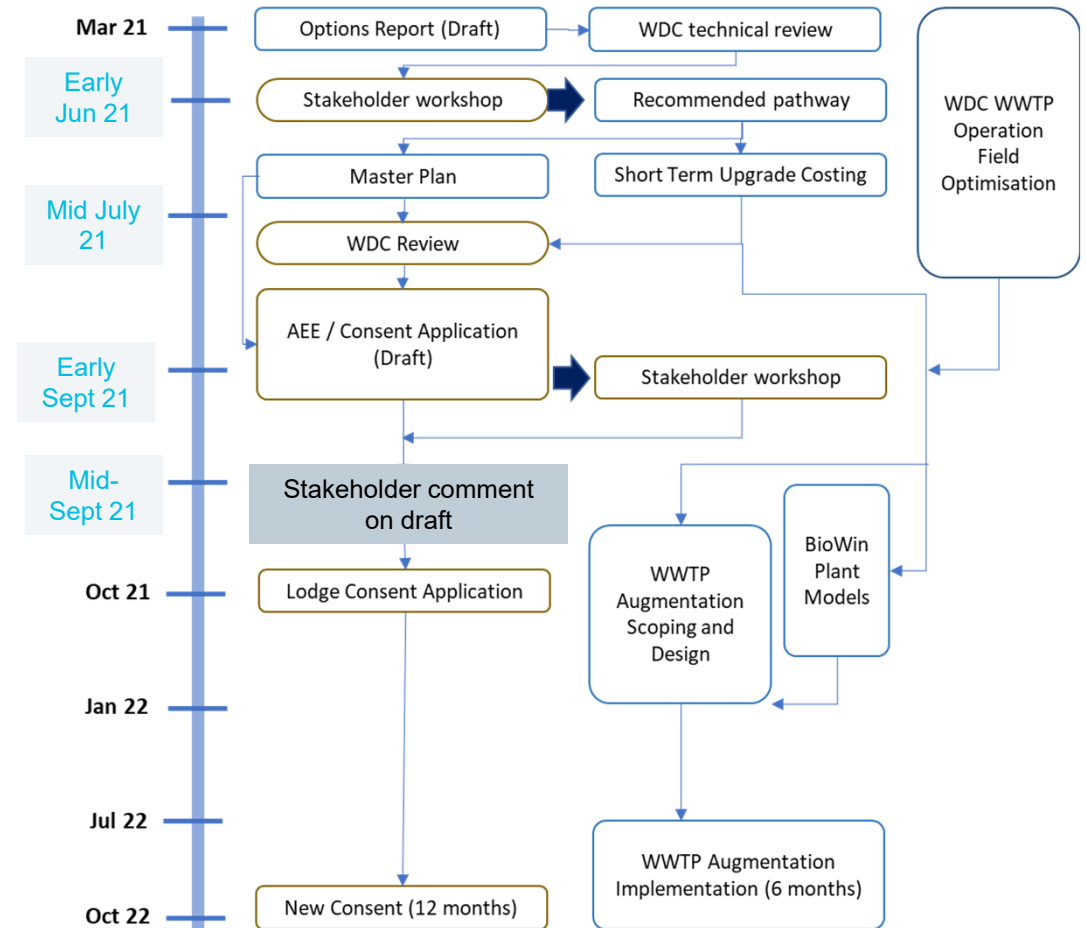 Mar 21
Options Report (Draft)
WDC technical review
Early
Jun 21
Stakeholder workshop
Recommended pathway
WDC WWTP
Operation
Field
Optimisation
Master Plan
Short Term Upgrade Costing
Mid July
21
WDC Review
AEE / Consent Application
(Draft)
Early
Sept 21
Stakeholder workshop
Mid-
Sept 21
Stakeholder comment
on draft
BioWin
Plant
Models
WWTP
Augmentation
Scoping and
Design
Oct 21
Lodge Consent Application
Jan 22
Jul 22
WWTP Augmentation
Implementation (6 months)
New Consent (12 months)
Oct 22